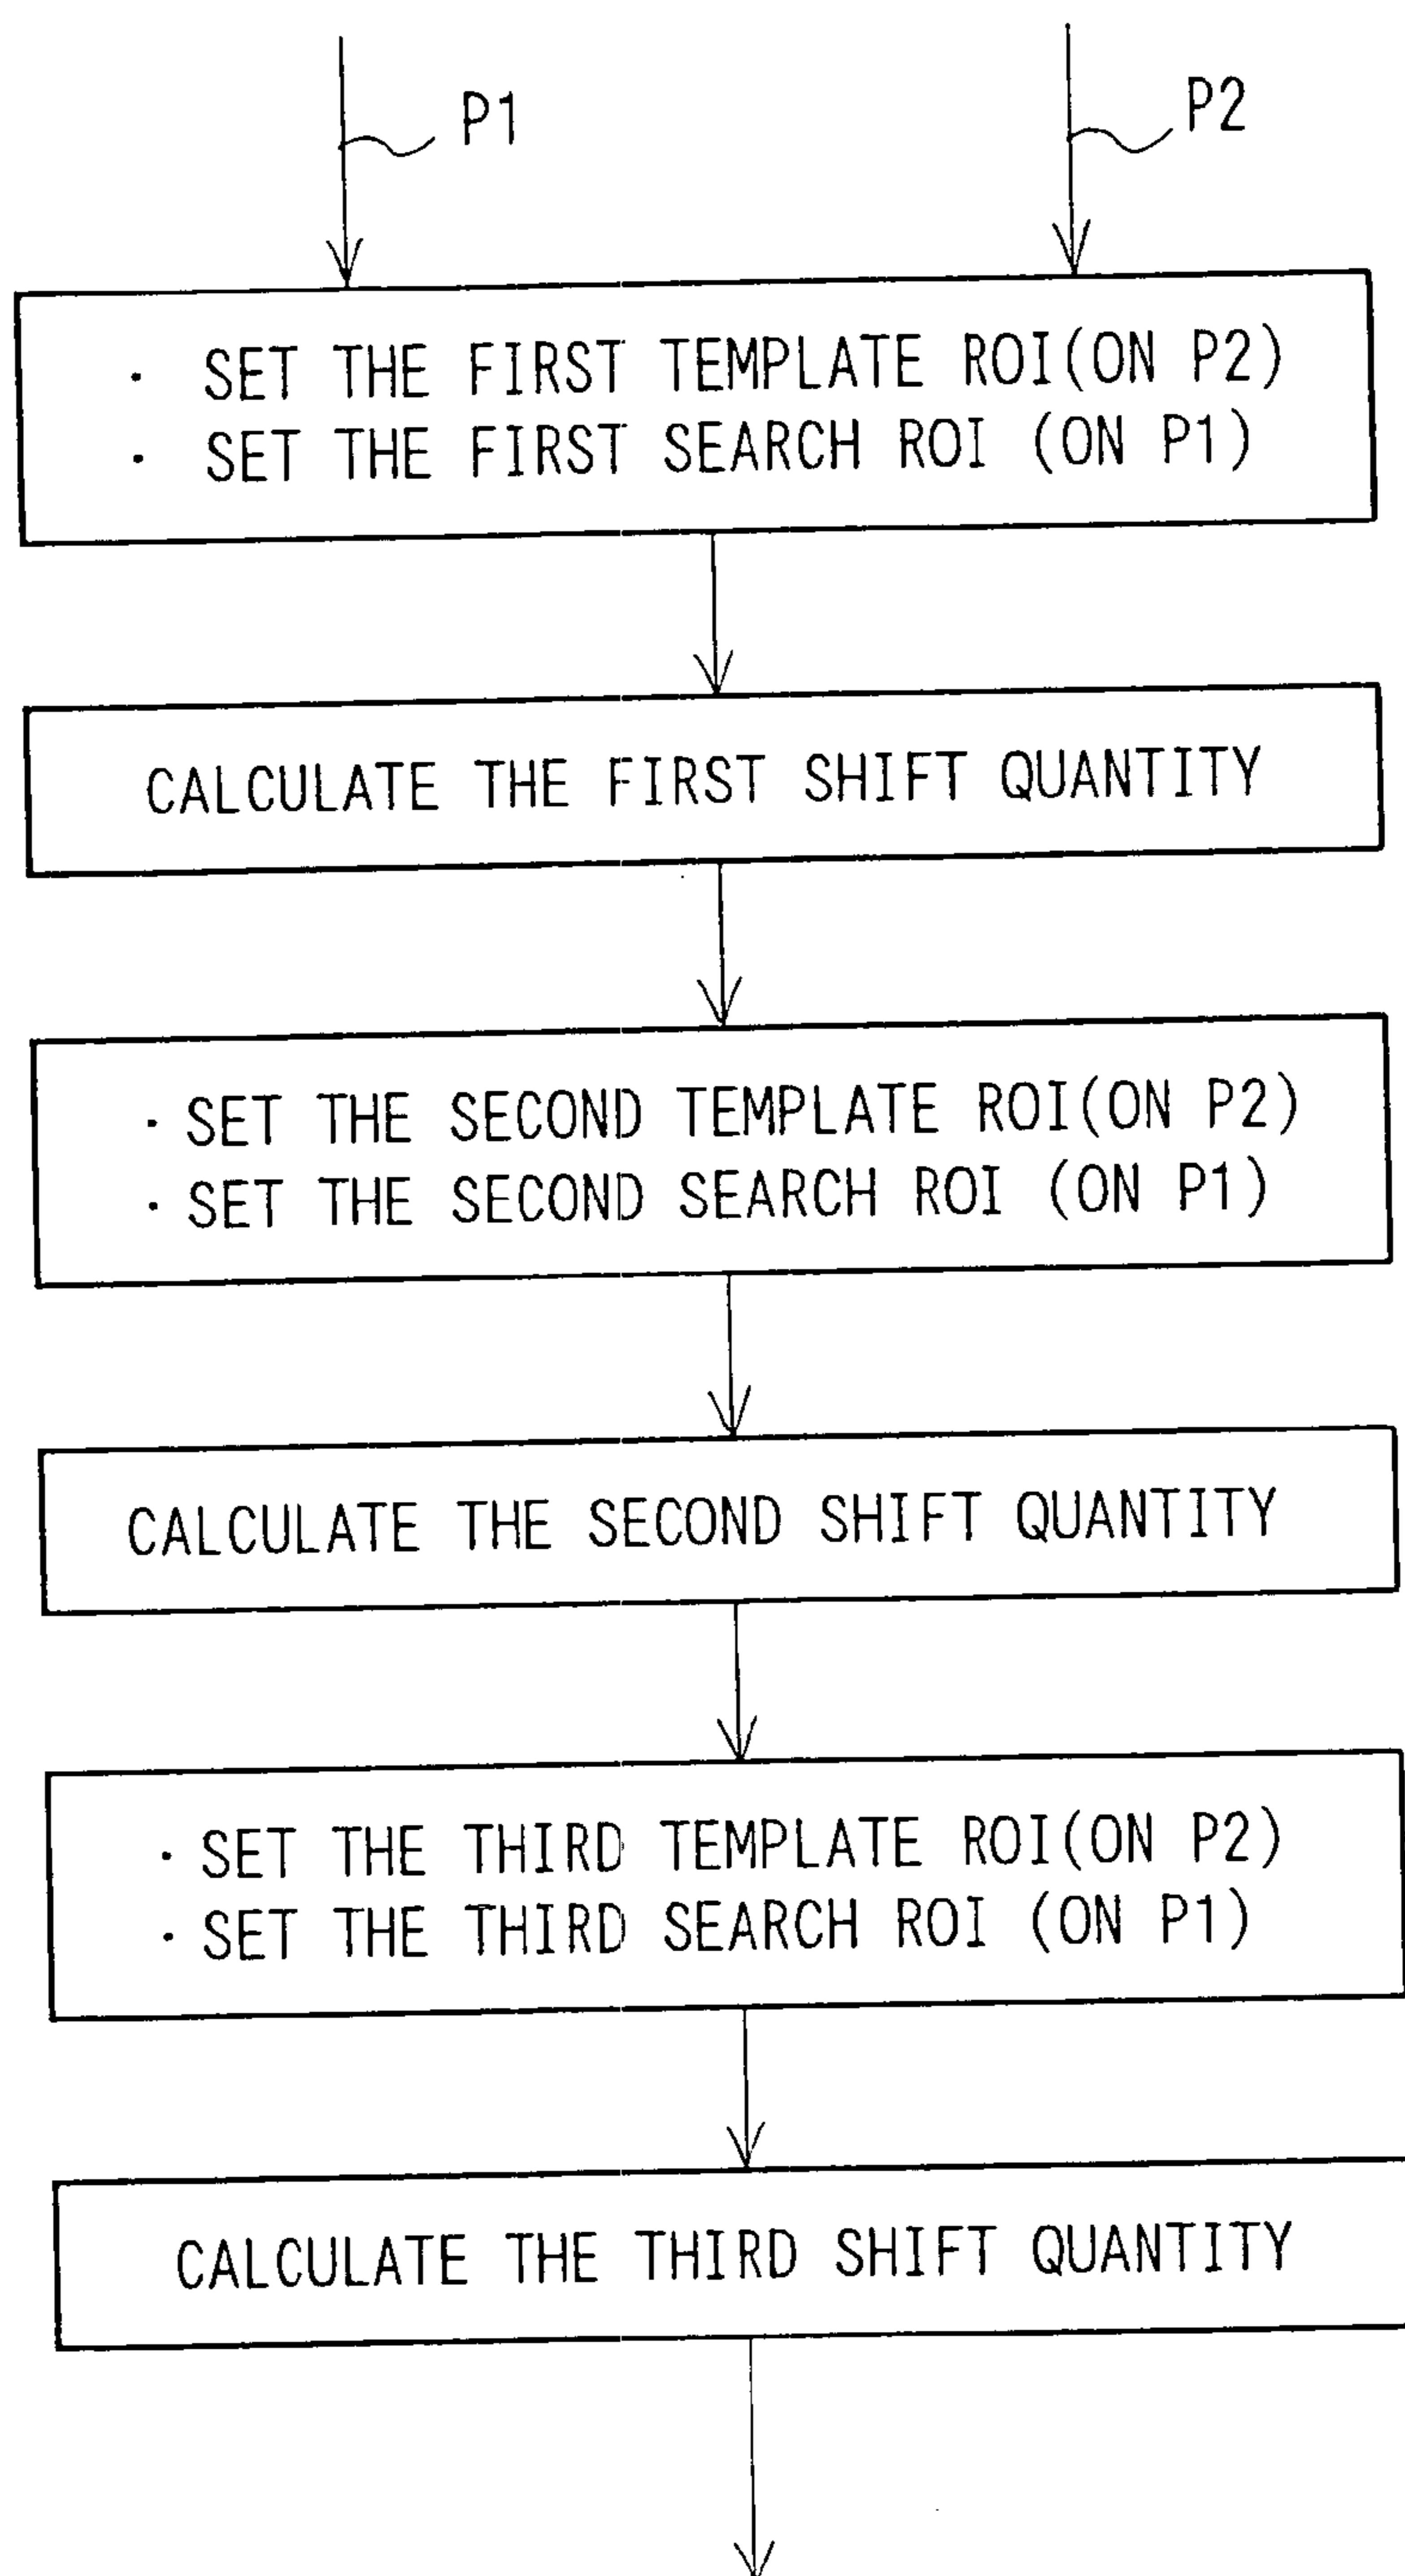 P1
P2
· SET THE FIRST TEMPLATE ROI(ON P2)
· SET THE FIRST SEARCH ROI (ON P1)
CALCULATE THE FIRST SHIFT QUANTITY
· SET THE SECOND TEMPLATE ROI(ON P2)
· SET THE SECOND SEARCH ROI (ON P1)
CALCULATE THE SECOND SHIFT QUANTITY
· SET THE THIRD TEMPLATE ROI(ON P2)
· SET THE THIRD SEARCH ROI (ON P1)
CALCULATE THE THIRD SHIFT QUANTITY